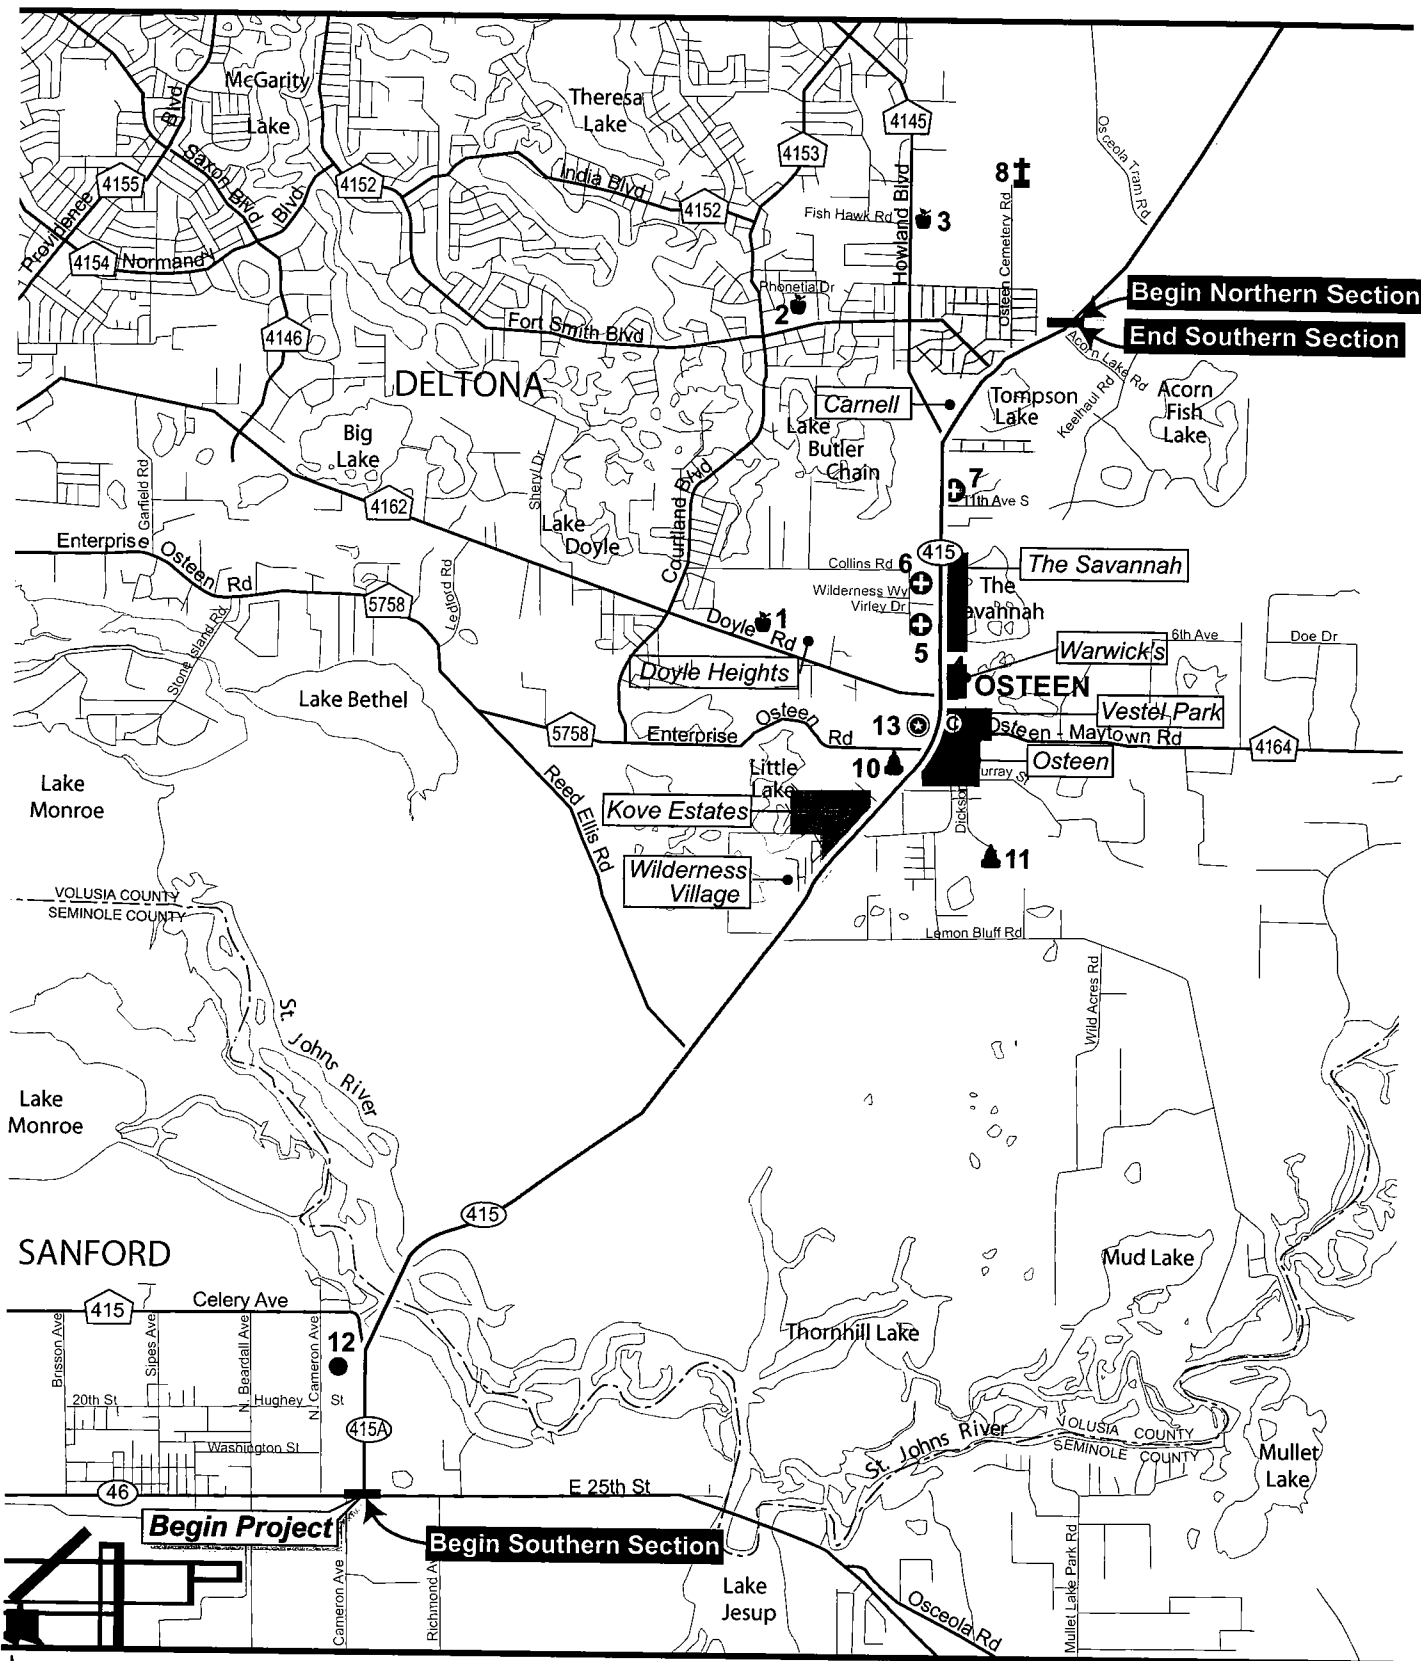 McGarity
Lake
Theresa
Lake
Blvd
Saxon Blvd
4155
Providence
4154
Normandy
Blvd
4152
India Blvd
4152
4153
4145
Howland Blvd
Fish Hawk Rd
3
8
Osteen Cemetery Rd
Osceola Tram Rd
Phonetia Dr
2
Begin Northern Section
End Southern Section
4146
Fort Smith Blvd
DELTONA
Carnell
Tompson
Lake
Acorn Lake Rd
Keelhaul Rd
Acorn
Fish
Lake
Big
Lake
Lake
Butler
Chain
Garfield Rd
4162
Sheryl Dr
Lake
Doyle
Courtland Blvd
7
11th Ave S
Enterprise
Osteen
Rd
5758
Ledford Rd
Collins Rd
6
415
The Savannah
Wilderness Wy
Virley Dr
The
avannah
Stone Island Rd
Doyle
Rd
1
5
4
Warwick's
6th Ave
Doe Dr
Doyle Heights
OSTEEN
Lake Bethel
Vestel Park
5758
Enterprise
Osteen
Rd
13
Osteen - Maytown Rd
4164
Osteen
Lake
Monroe
Reed Ellis Rd
Little
Lake
10
urray St
Kove Estates
Dickson
11
Wilderness
Village
VOLUSIA COUNTY
SEMINOLE COUNTY
Lemon Bluff Rd
Wild Acres Rd
St. Johns River
Lake
Monroe
415
SANFORD
Mud Lake
415
Celery Ave
Thornhill Lake
Brisson Ave
Sipes Ave
N. Beardall Ave
N. Cameron Ave
12
20th St
Hughey
St
415A
Washington St
St. Johns River
VOLUSIA COUNTY
SEMINOLE COUNTY
Mullet
Lake
46
E 25th St
Begin Project
Begin Southern Section
Cameron Ave
Richmond A
Lake
Jesup
Osceola Rd
Mullet Lake Park Rd